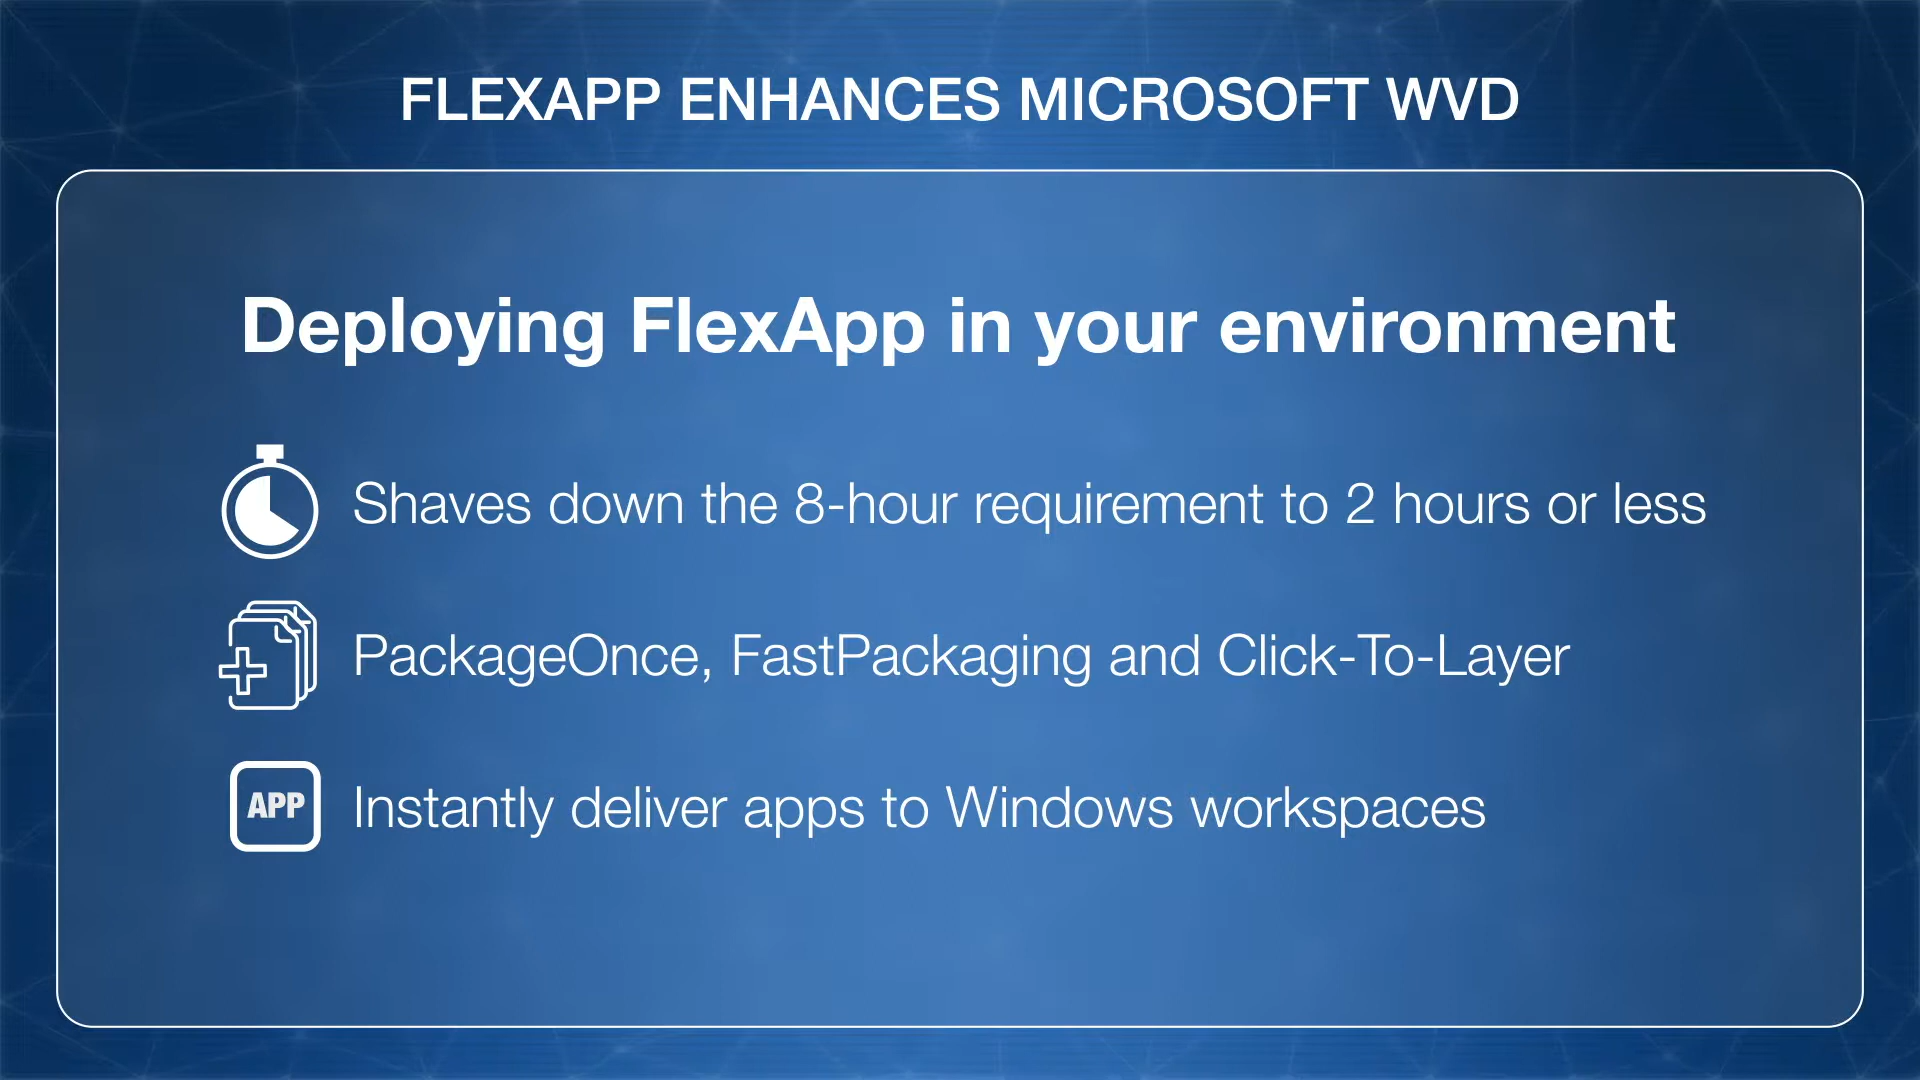 FLEXAPP ENHANCES MICROSOFT WVD
Deploying FlexApp in your environment
Shaves down the 8-hour requirement to 2 hours or less
PackageOnce, FastPackaging and Click-To-Layer
APP
Instantly deliver apps to Windows workspaces